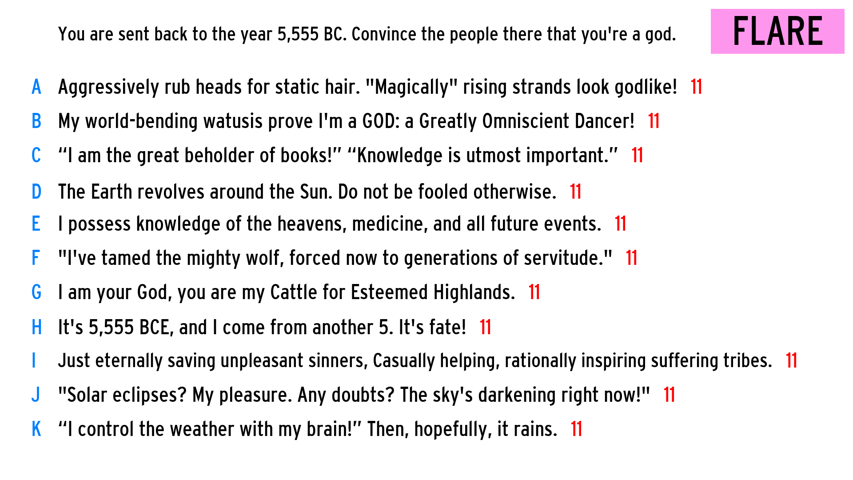 You are sent back to the year 5,555 BC. Convince the people there that you're a god.
FLARE
A Aggressively rub heads for static hair. "Magically" rising strands look godlike! 11
B My world-bending watusis prove I'm a GOD: a Greatly Omniscient Dancer! 11
C “I am the great beholder of books!” “Knowledge is utmost important.” 11
D The Earth revolves around the Sun. Do not be fooled otherwise. 11
E I possess knowledge of the heavens, medicine, and all future events. 11
F "I've tamed the mighty wolf, forced now to generations of servitude." 11
G I am your God, you are my Cattle for Esteemed Highlands. 11
H It's 5,555 BCE, and I come from another 5. It's fate! 11
I Just eternally saving unpleasant sinners, Casually helping, rationally inspiring suffering tribes. 11
J "Solar eclipses? My pleasure. Any doubts? The sky's darkening right now!" 11
K “I control the weather with my brain!” Then, hopefully, it rains. 11